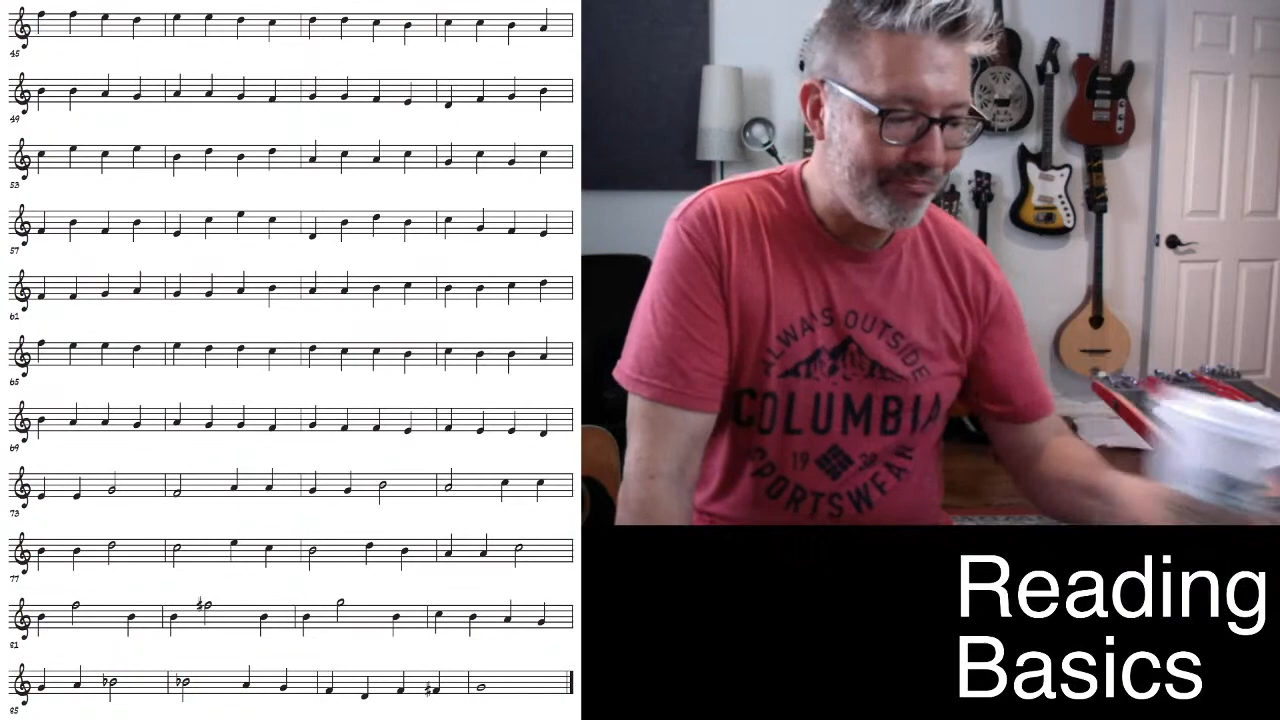 45
49
53
57
61
65
69
73
77
81
85
ALWAYS OUTSIDE
COLUMBIA
19 38
SPORTSWEAR
Reading
Basics